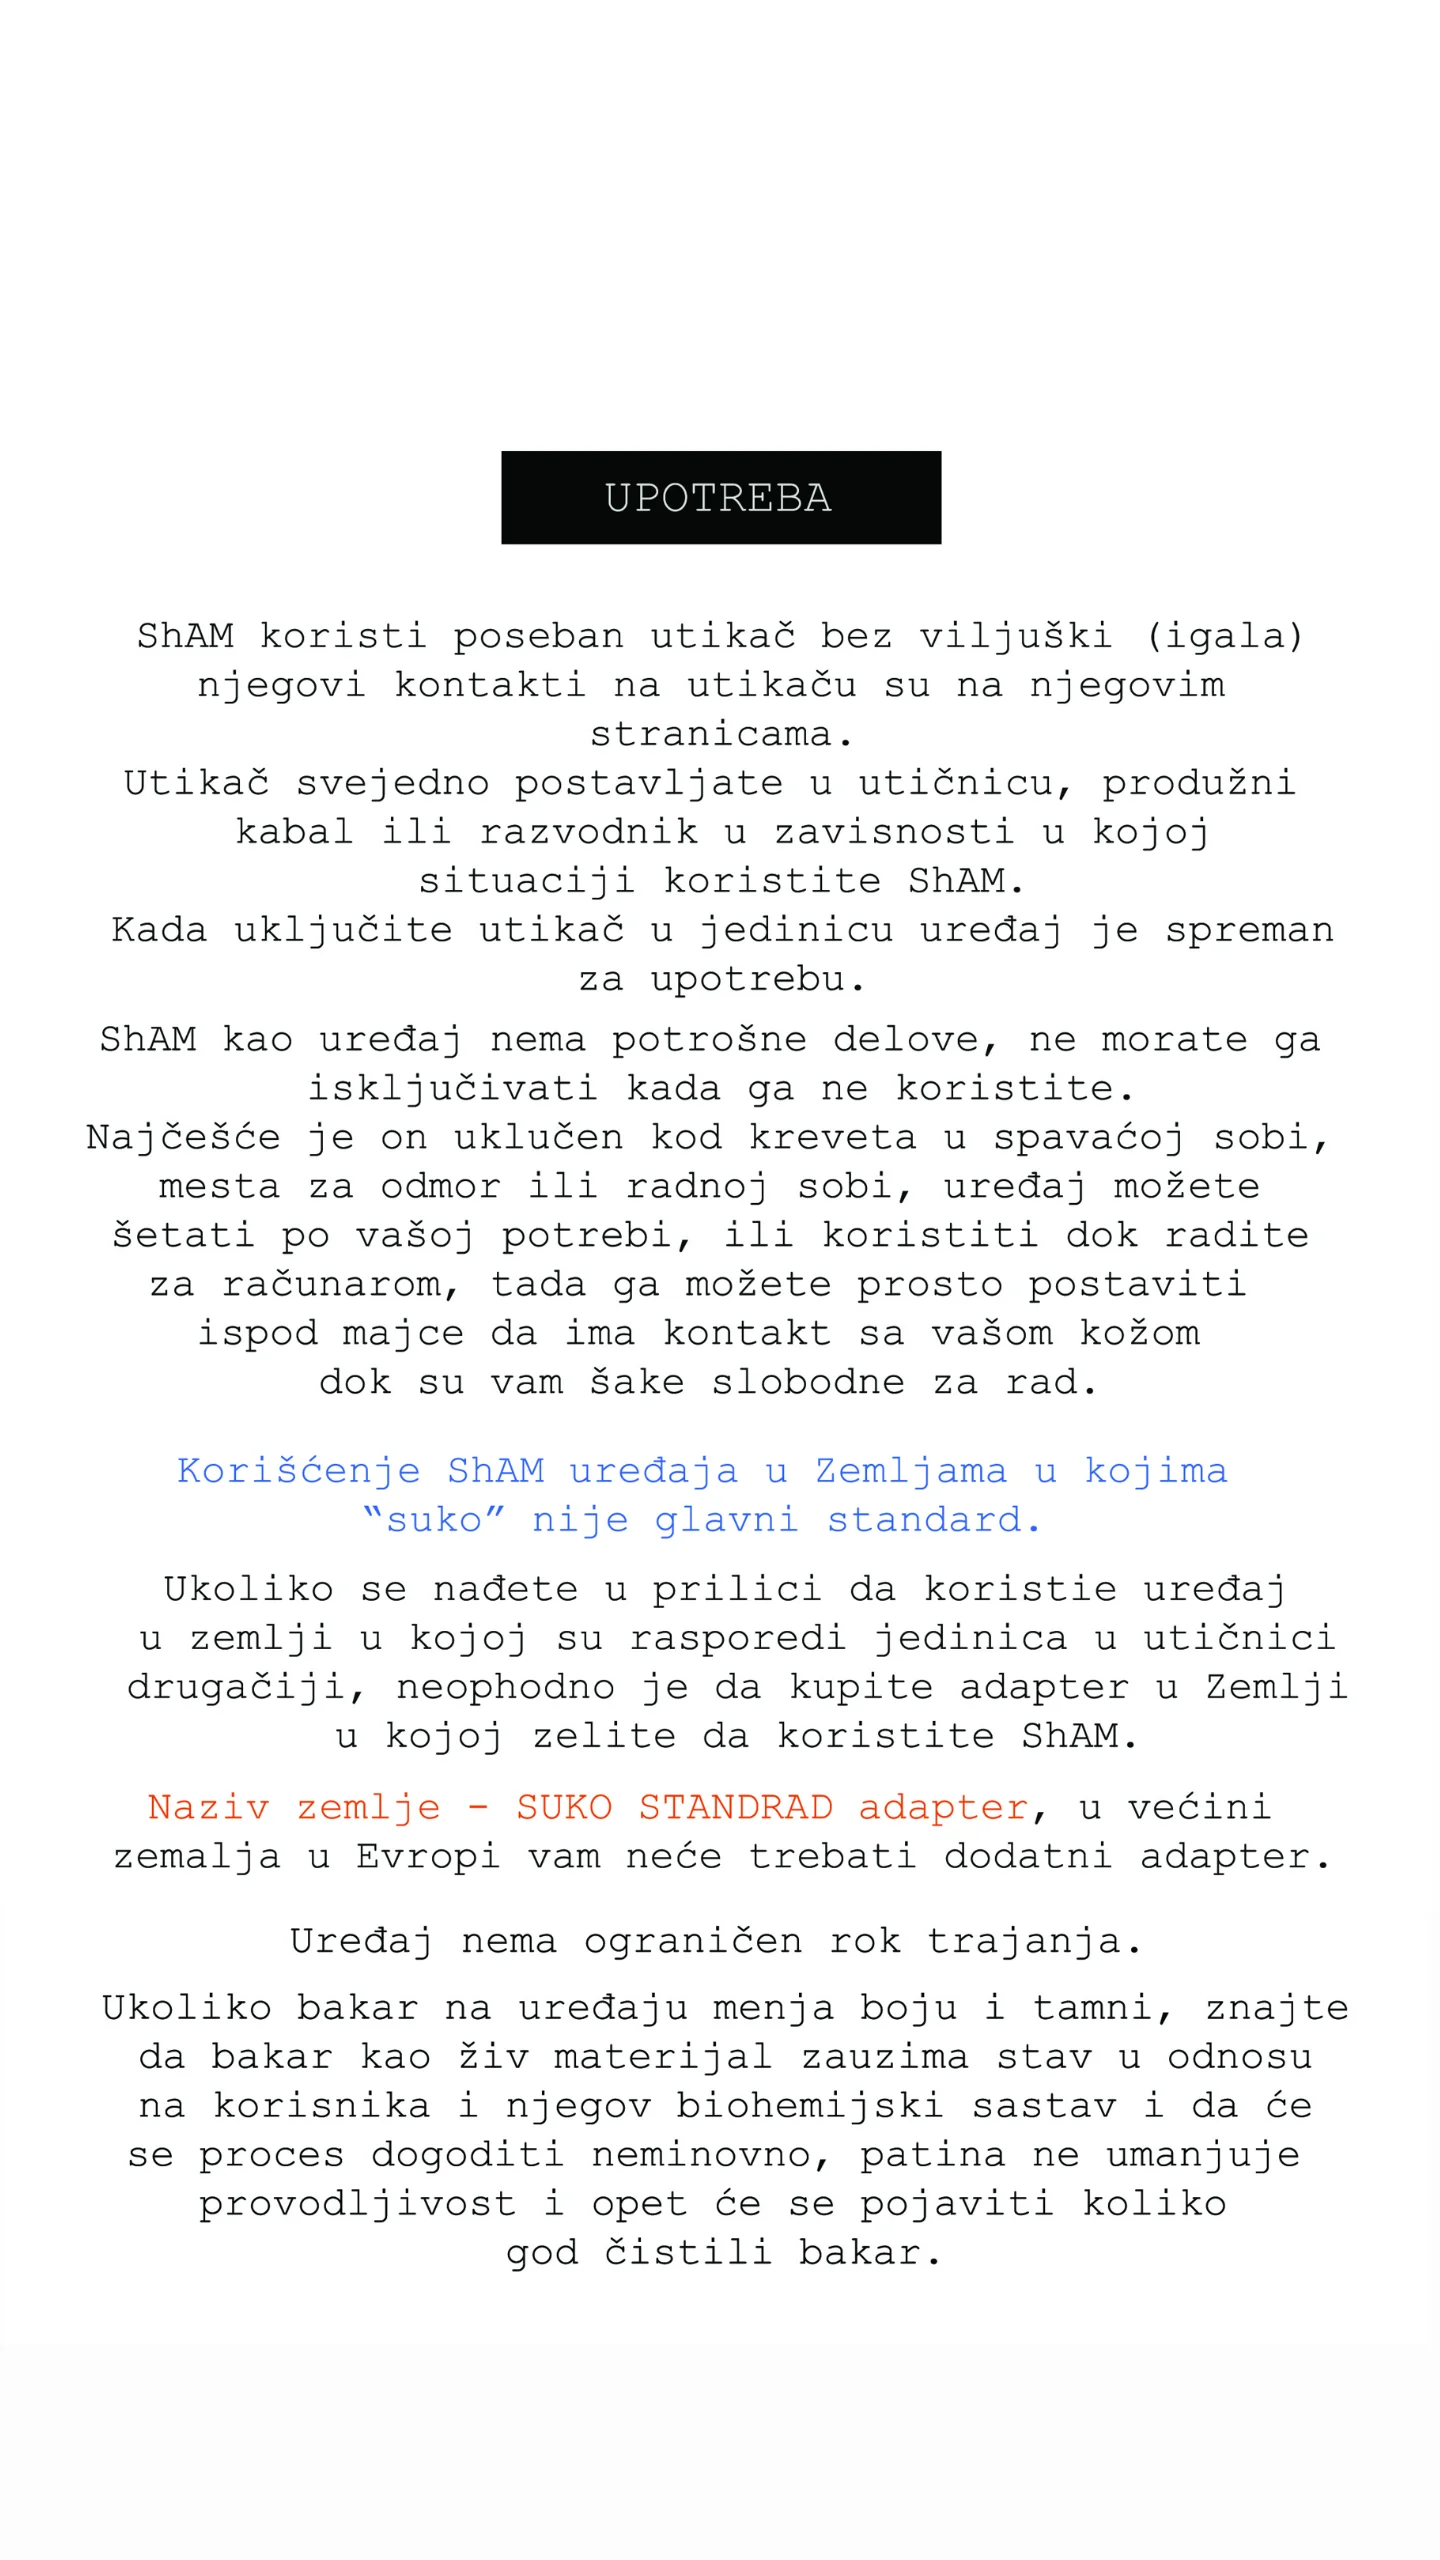 UPOTREBA
ShAM koristi poseban utikač bez viljuški (igala)
njegovi kontakti na utikaču su na njegovim
stranicama.
Utikač svejedno postavljate u utičnicu, produžni
kabal ili razvodnik u zavisnosti u kojoj
situaciji koristite ShAM.
Kada uključite utikač u jedinicu uređaj je spreman
za upotrebu.
ShAM kao uređaj nema potrošne delove, ne morate ga
isključivati kada ga ne koristite.
Najčešće je on uklučen kod kreveta u spavaćoj sobi,
mesta za odmor ili radnoj sobi, uređaj možete
šetati po vašoj potrebi, ili koristiti dok radite
za računarom, tada ga možete prosto postaviti
ispod majce da ima kontakt sa vašom kožom
dok su vam šake slobodne za rad.
Korišćenje ShAM uređaja u Zemljama u kojima
“suko” nije glavni standard.
Ukoliko se nađete u prilici da koristie uređaj
u zemlji u kojoj su rasporedi jedinica u utičnici
drugačiji, neophodno je da kupite adapter u Zemlji
u kojoj zelite da koristite ShAM.
Naziv zemlje - SUKO STANDRAD adapter, u većini
zemalja u Evropi vam neće trebati dodatni adapter.
Uređaj nema ograničen rok trajanja.
Ukoliko bakar na uređaju menja boju i tamni, znajte
da bakar kao živ materijal zauzima stav u odnosu
na korisnika i njegov biohemijski sastav i da će
se proces dogoditi neminovno, patina ne umanjuje
provodljivost i opet će se pojaviti koliko
god čistili bakar.